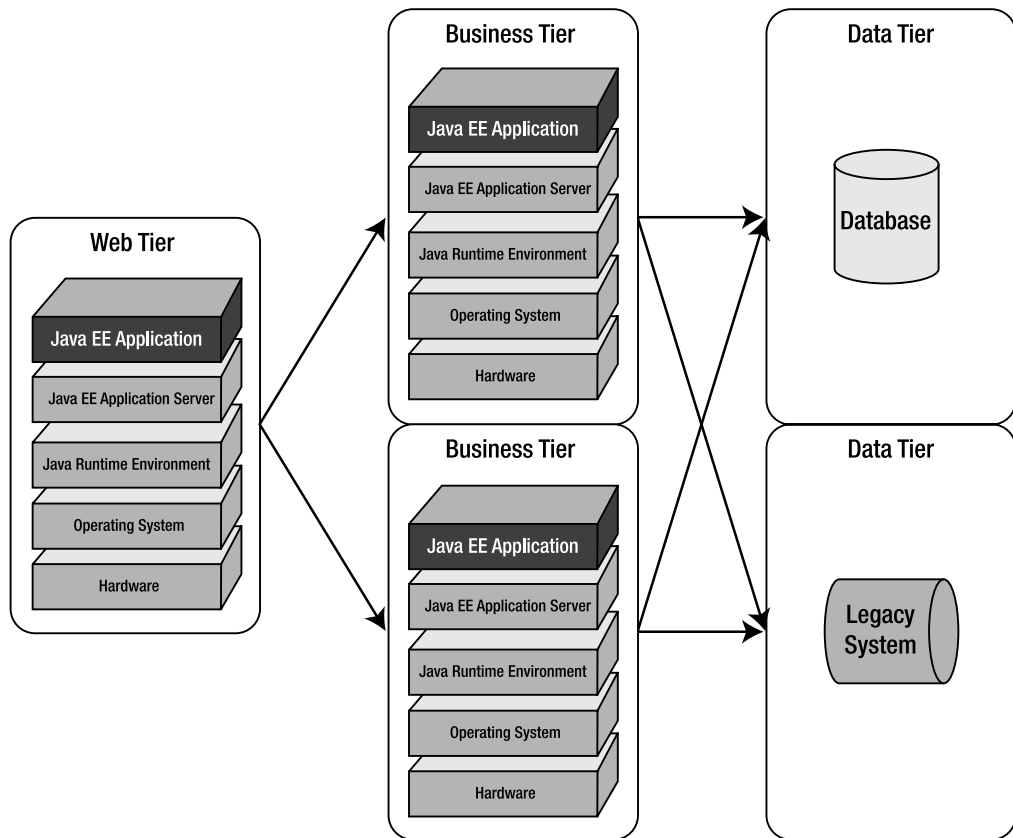 Web Tier
Java EE Application
Java EE Application Server
Java Runtime Environment
Operating System
Hardware
Business Tier
Java EE Application
Java EE Application Server
Java Runtime Environment
Operating System
Hardware
Business Tier
Java EE Application
Java EE Application Server
Java Runtime Environment
Operating System
Hardware
Data Tier
Database
Data Tier
Legacy
System